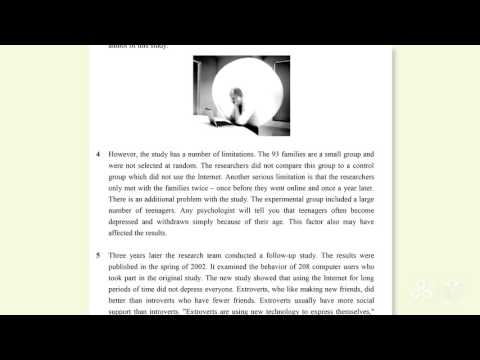 author of this study.
4 However, the study has a number of limitations. The 93 families are a small group and
were not selected at random. The researchers did not compare this group to a control
group which did not use the Internet. Another serious limitation is that the researchers
only met with the families twice – once before they went online and once a year later.
There is an additional problem with the study. The experimental group included a large
number of teenagers. Any psychologist will tell you that teenagers often become
depressed and withdrawn simply because of their age. This factor also may have
affected the results.
5 Three years later the research team conducted a follow-up study. The results were
published in the spring of 2002. It examined the behavior of 208 computer users who
took part in the original study. The new study showed that using the Internet for long
periods of time did not depress everyone. Extroverts, who like making new friends, did
better than introverts who have fewer friends. Extroverts usually have more social
support than introverts. "Extroverts are using new technology to express themselves,"